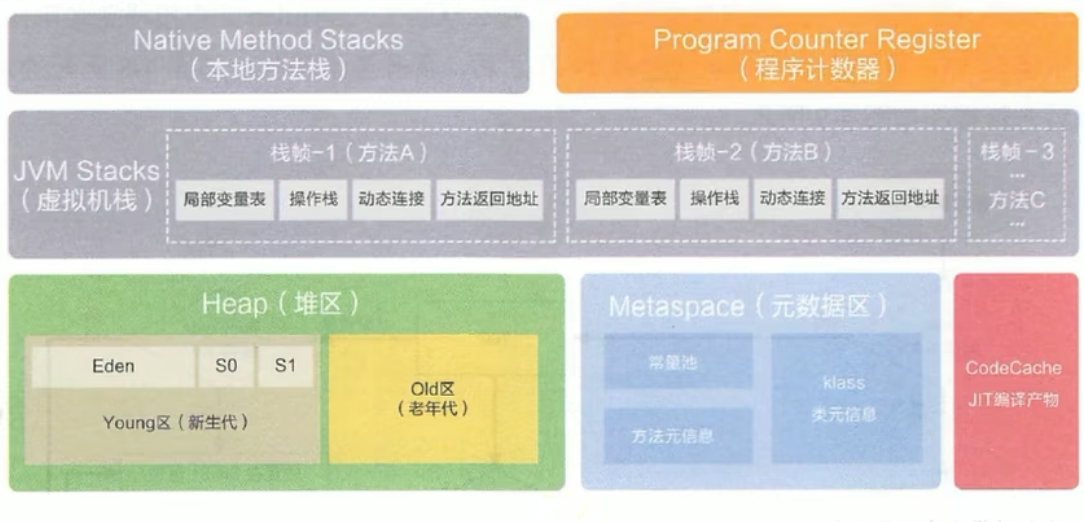 Native Method Stacks
（本地方法栈）
Program Counter Register
（程序计数器）
JVM Stacks
（虚拟机栈）
栈帧-1（方法A）
局部变量表
操作栈
动态连接
方法返回地址
栈帧-2（方法B）
局部变量表
操作栈
动态连接
方法返回地址
栈帧-3
...
方法C
...
Heap（堆区）
Eden
S0
S1
Young区（新生代）
Old区
（老年代）
Metaspace（元数据区）
常量池
方法元信息
klass
类元信息
CodeCache
JIT编译产物